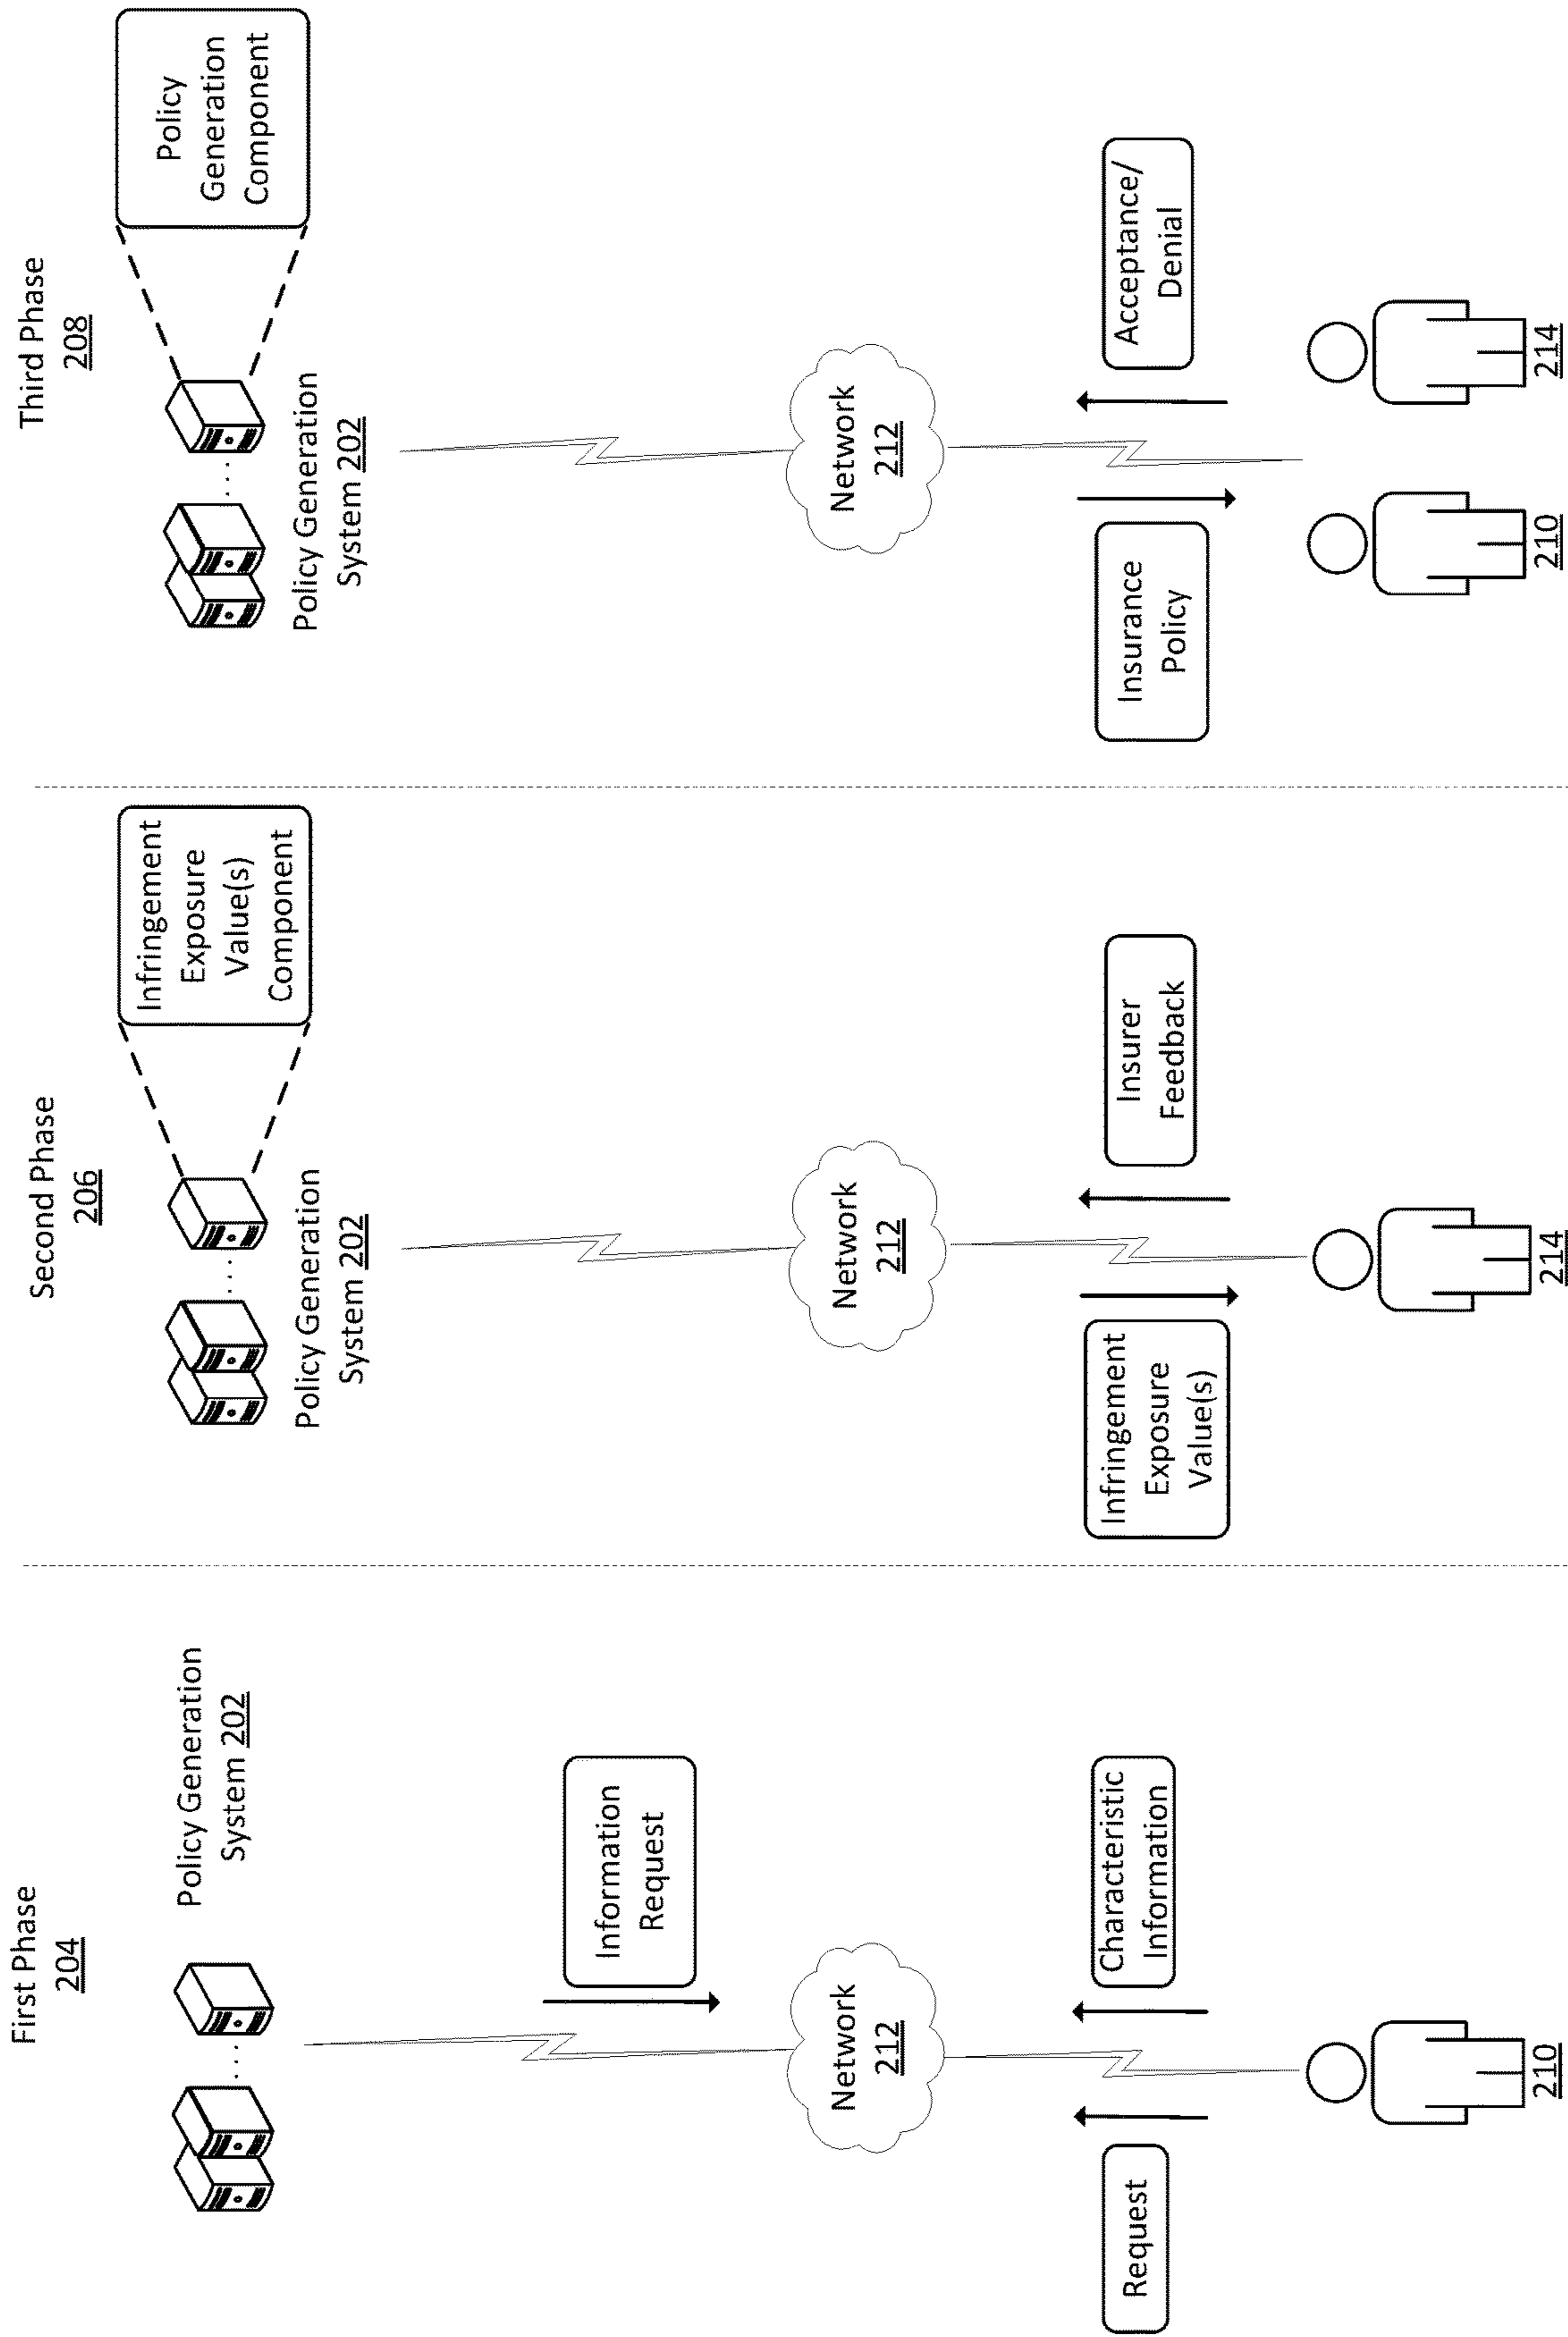 First Phase
204
Policy Generation
System 202
Information
Request
Network
212
Request
Characteristic
Information
210
Second Phase
206
Infringement
Exposure
Value(s)
Component
Policy Generation
System 202
Network
212
Infringement
Exposure
Value(s)
Insurer
Feedback
214
Third Phase
208
Policy
Generation
Component
Policy Generation
System 202
Network
212
Insurance
Policy
Acceptance/
Denial
210
214